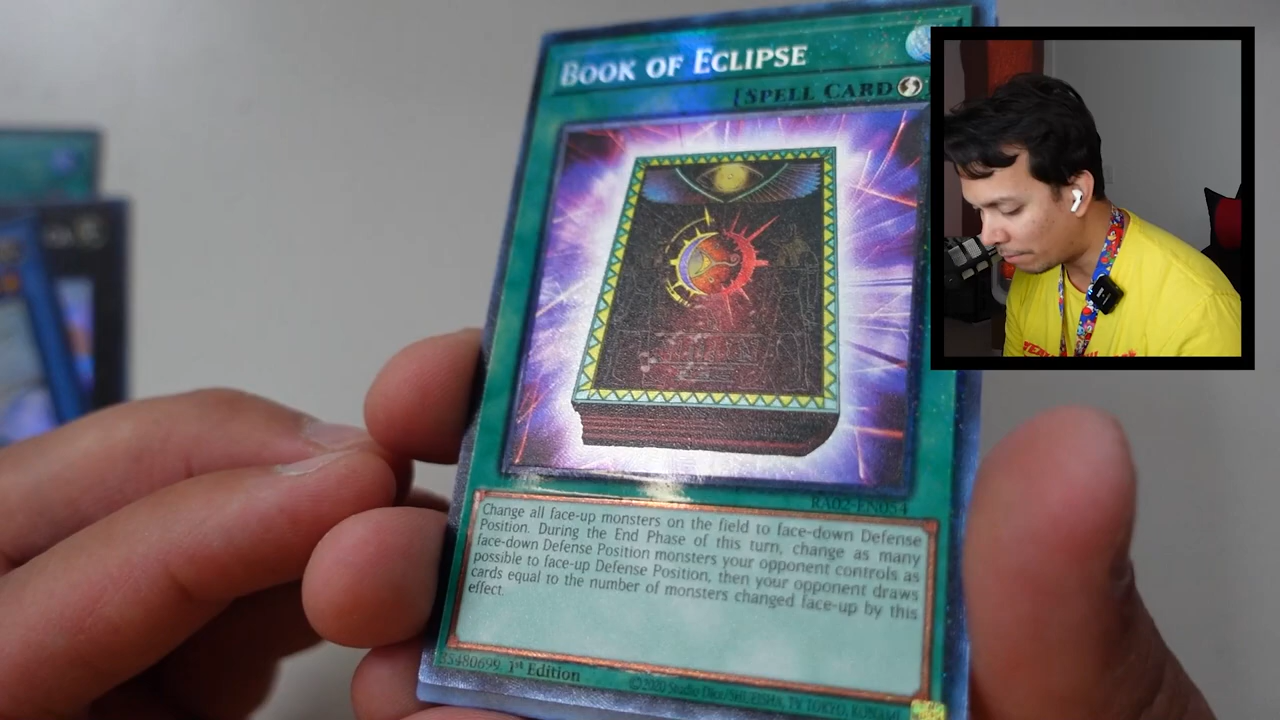 BOOK OF ECLIPSE
[SPELL CARD
RA02-EN054
Change all face-up monsters on the field to face-down Defense
Position. During the End Phase of this turn, change as many
face-down Defense Position monsters your opponent controls as
possible to face-up Defense Position, then your opponent draws
cards equal to the number of monsters changed face-up by this
effect.
35480699 1st Edition
©2020 Studio Dice/SHUEISHA, TV TOKYO, KONAMI